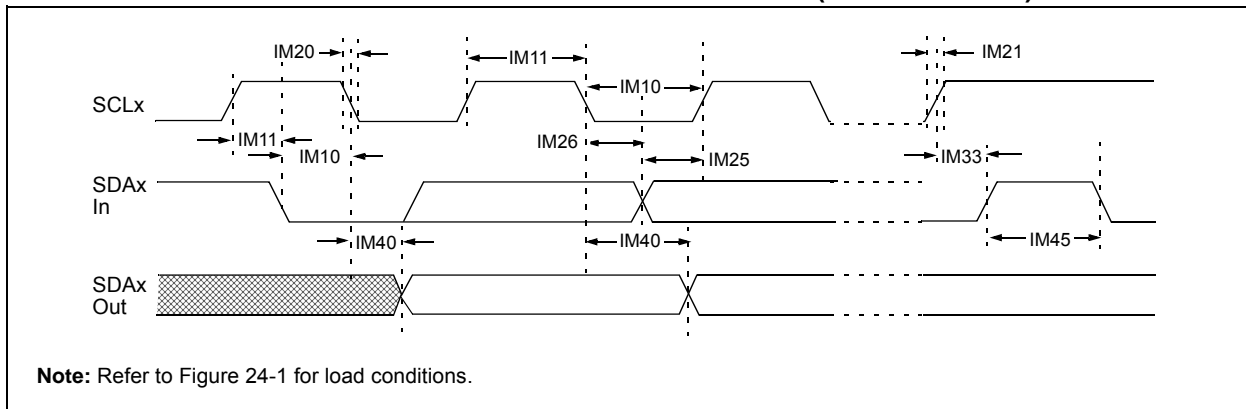 IM20
IM11
IM21
SCLx
IM10
IM11
IM26
IM10
IM25
IM33
SDAx
In
IM40
IM40
IM45
SDAx
Out
Note: Refer to Figure 24-1 for load conditions.